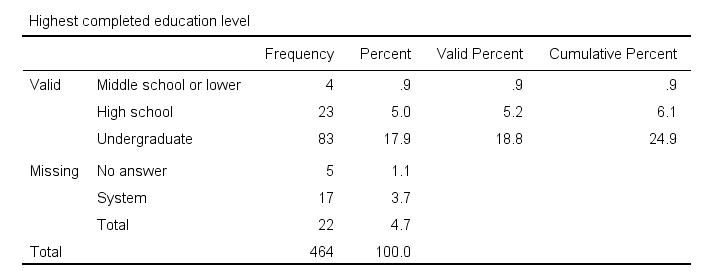 Highest completed education level
Frequency Percent Valid Percent Cumulative Percent
Valid Middle school or lower 4 .9 .9 .9
High school 23 5.0 5.2 6.1
Undergraduate 83 17.9 18.8 24.9
Missing No answer 5 1.1
System 17 3.7
Total 22 4.7
Total 464 100.0